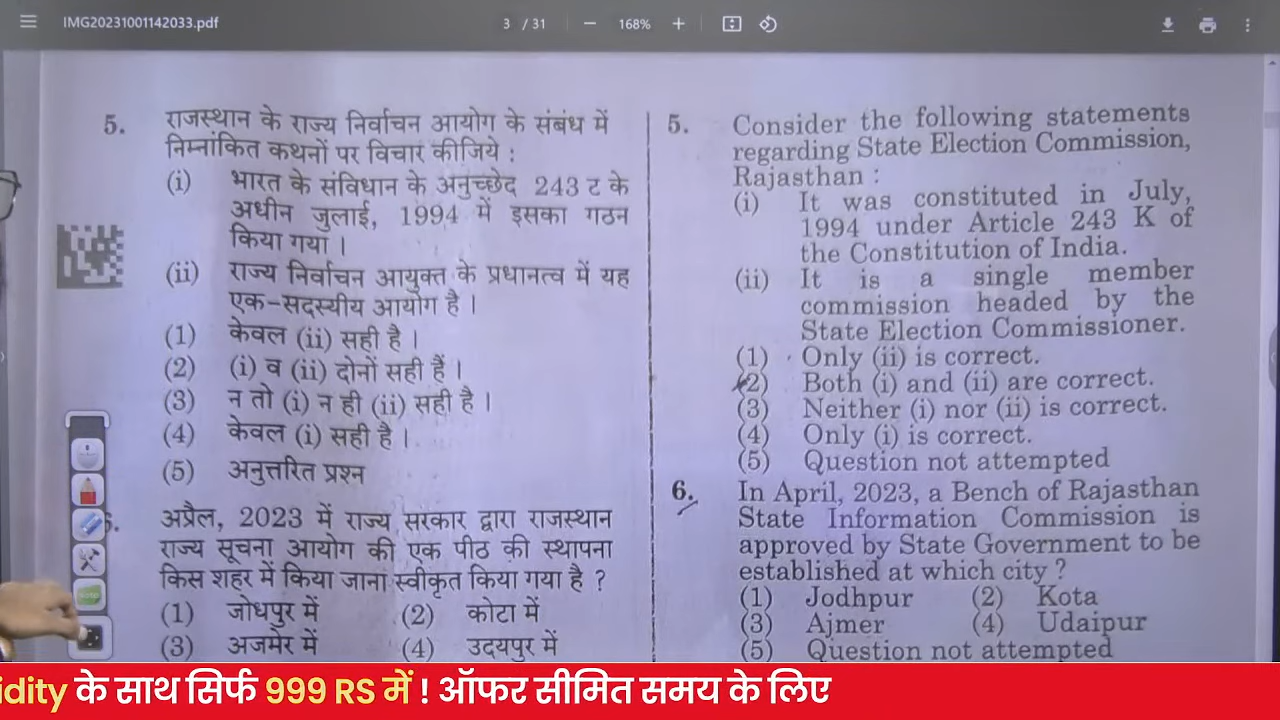 IMG20231001142033.pdf
3 / 31
168%
5. राजस्थान के राज्य निर्वाचन आयोग के संबंध में
निम्नांकित कथनों पर विचार कीजिये :
(i) भारत के संविधान के अनुच्छेद 243 ट के
अधीन जुलाई, 1994 में इसका गठन
किया गया ।
(ii) राज्य निर्वाचन आयुक्त के प्रधानत्व में यह
एक-सदस्यीय आयोग है ।
(1) केवल (ii) सही है ।
(2) (i) व (ii) दोनों सही हैं ।
(3) न तो (i) न ही (ii) सही है ।
(4) केवल (i) सही है ।
(5) अनुत्तरित प्रश्न
अप्रैल, 2023 में राज्य सरकार द्वारा राजस्थान
राज्य सूचना आयोग की एक पीठ की स्थापना
किस शहर में किया जाना स्वीकृत किया गया है ?
(1) जोधपुर में (2) कोटा में
(3) अजमेर में (4) उदयपुर में
5. Consider the following statements
regarding State Election Commission,
Rajasthan :
(i) It was constituted in July,
1994 under Article 243 K of
the Constitution of India.
(ii) It is a single member
commission headed by the
State Election Commissioner.
(1) Only (ii) is correct.
(2) Both (i) and (ii) are correct.
(3) Neither (i) nor (ii) is correct.
(4) Only (i) is correct.
(5) Question not attempted
6. In April, 2023, a Bench of Rajasthan
State Information Commission is
approved by State Government to be
established at which city ?
(1) Jodhpur (2) Kota
(3) Ajmer (4) Udaipur
(5) Question not attempted
idity के साथ सिर्फ 999 RS में ! ऑफर सीमित समय के लिए